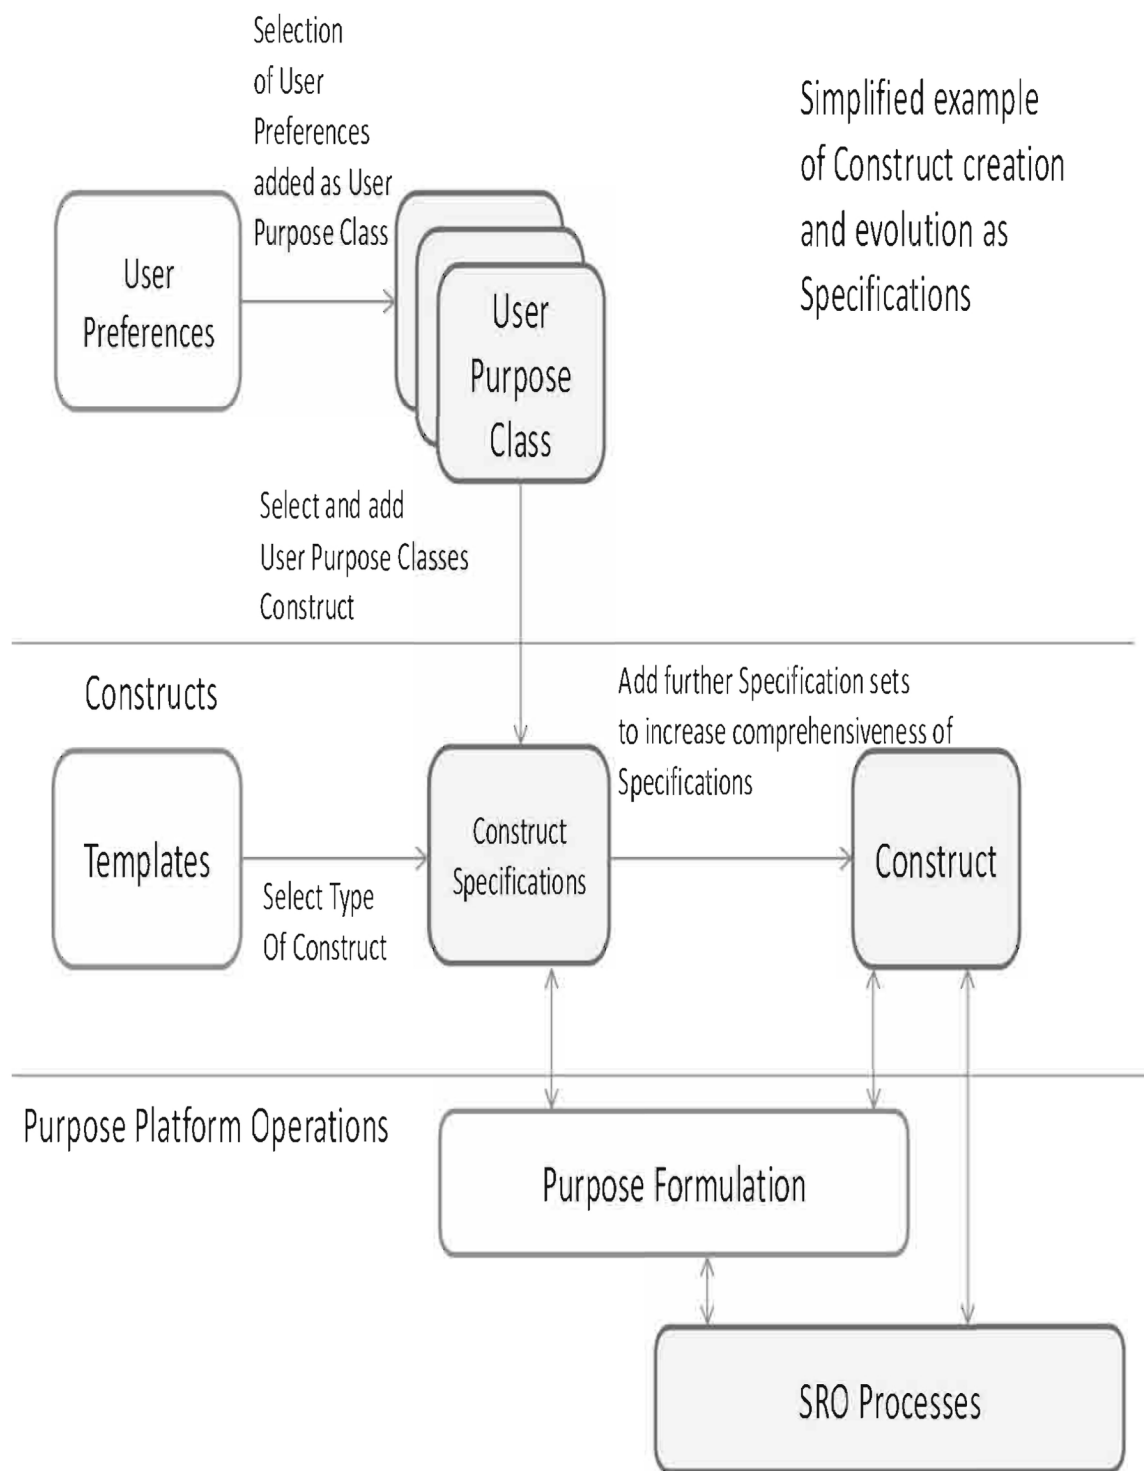 Selection
of User
Preferences
added as User
Purpose Class
Simplified example
of Construct creation
and evolution as
Specifications
User
Preferences
User
Purpose
Class
Select and add
User Purpose Classes
Construct
Constructs
Add further Specification sets
to increase comprehensiveness of
Specifications
Templates
Select Type
Of Construct
Construct
Specifications
Construct
Purpose Platform Operations
Purpose Formulation
SRO Processes